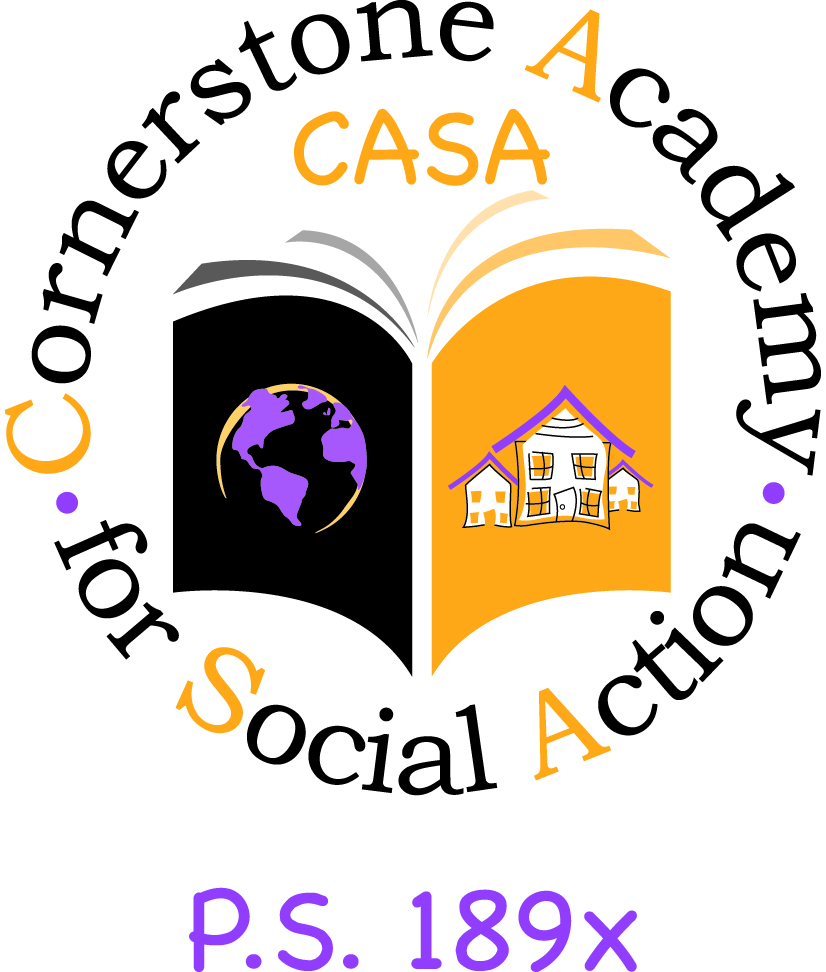 Cornerstone Academy
CASA
for Social Action
P.S. 189x